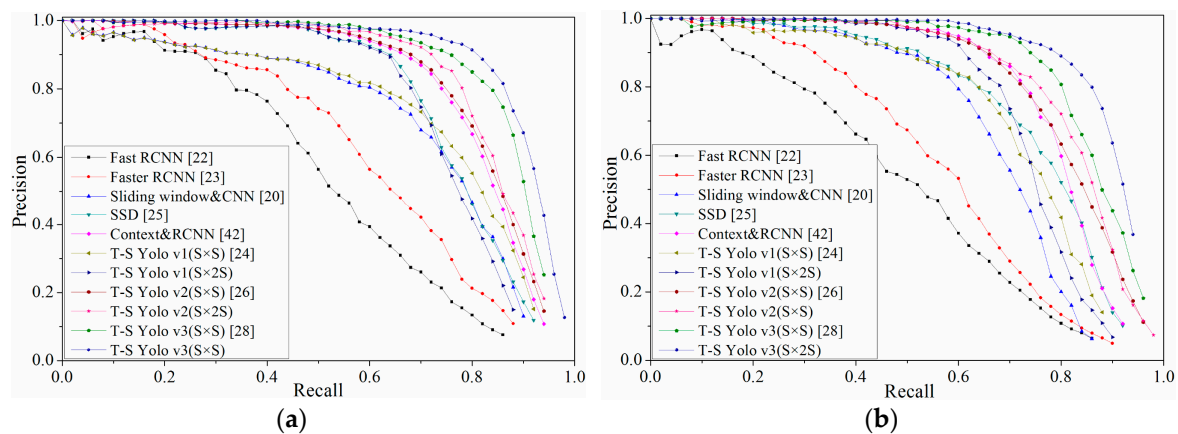 1.0
0.8
0.6
0.4
0.2
0.0
Precision
Fast RCNN [22]
Faster RCNN [23]
Sliding window&CNN [20]
SSD [25]
Context&RCNN [42]
T-S Yolo v1(S×S) [24]
T-S Yolo v1(S×2S)
T-S Yolo v2(S×S) [26]
T-S Yolo v2(S×2S)
T-S Yolo v3(S×S) [28]
T-S Yolo v3(S×S)
0.0 0.2 0.4 0.6 0.8 1.0
Recall
(a)
1.0
0.8
0.6
0.4
0.2
0.0
Precision
Fast RCNN [22]
Faster RCNN [23]
Sliding window&CNN [20]
SSD [25]
Context&RCNN [42]
T-S Yolo v1(S×S) [24]
T-S Yolo v1(S×2S)
T-S Yolo v2(S×S) [26]
T-S Yolo v2(S×S)
T-S Yolo v3(S×S) [28]
T-S Yolo v3(S×2S)
0.0 0.2 0.4 0.6 0.8 1.0
Recall
(b)